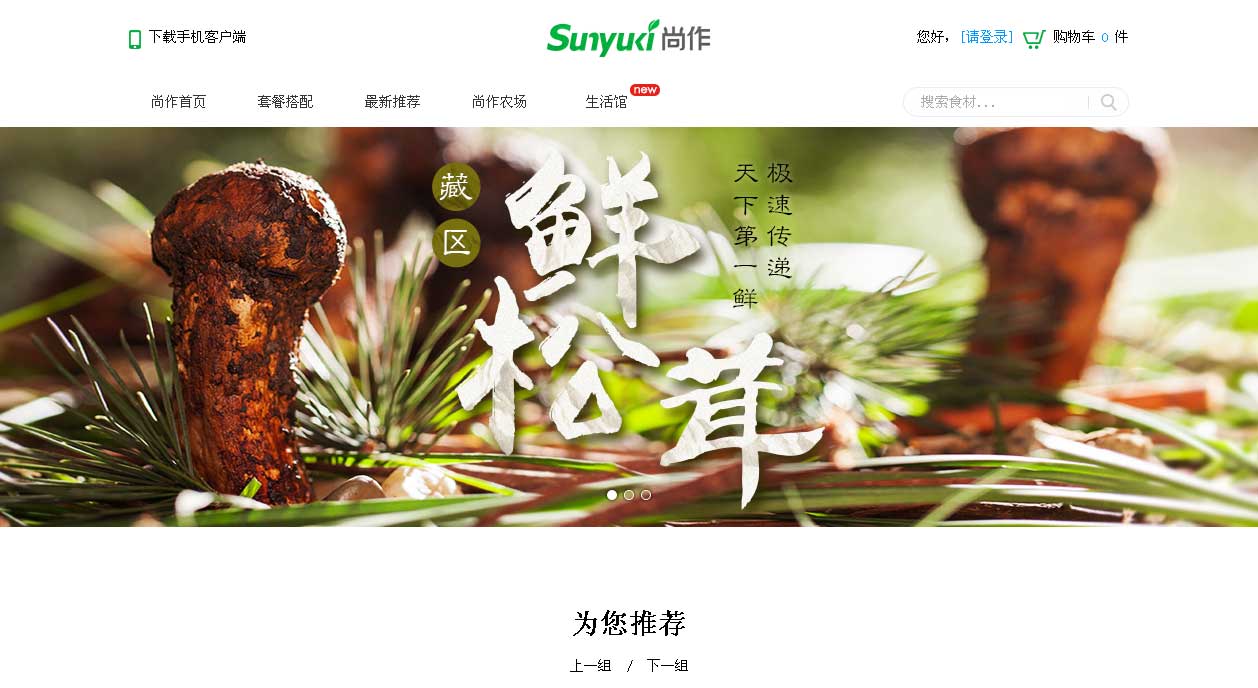 下载手机客户端
Sunyuki 尚作
您好， [请登录] 购物车 0 件
尚作首页 套餐搭配 最新推荐 尚作农场 生活馆 new
搜索食材...
藏区
鲜松茸
极速传递
天下第一鲜
为您推荐
上一组 / 下一组